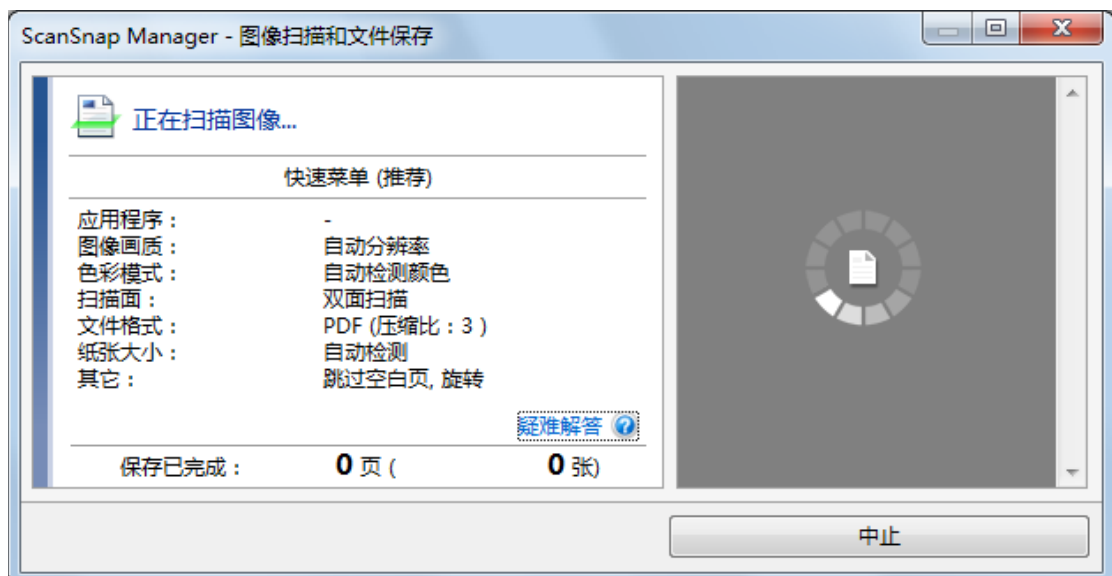 ScanSnap Manager - 图像扫描和文件保存
正在扫描图像...
快速菜单 (推荐)
应用程序： -
图像画质： 自动分辨率
色彩模式： 自动检测颜色
扫描面： 双面扫描
文件格式： PDF (压缩比：3 )
纸张大小： 自动检测
其它： 跳过空白页, 旋转
疑难解答 ?
保存已完成： 0 页 ( 0 张)
中止